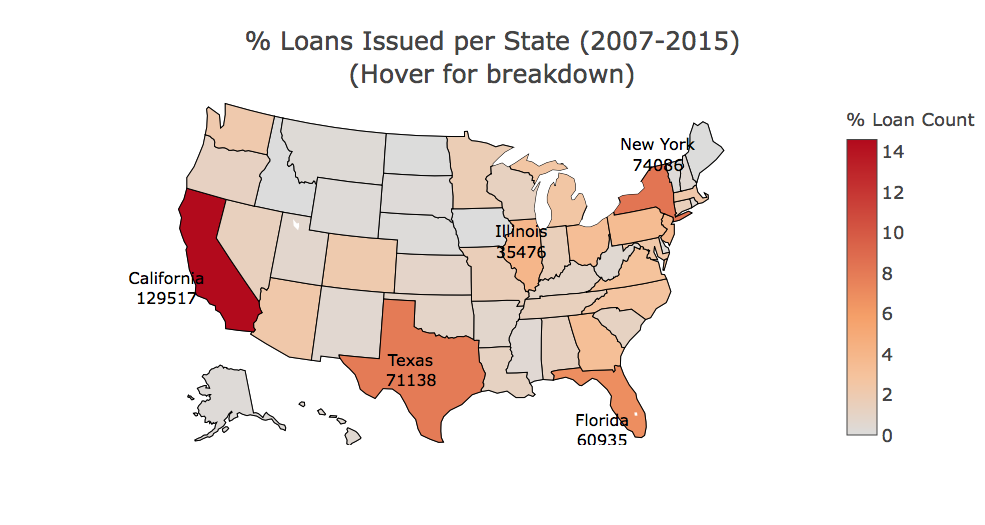 % Loans Issued per State (2007-2015)
(Hover for breakdown)
% Loan Count
14
12
10
8
6
4
2
0
New York
74086
Illinois
35476
California
129517
Texas
71138
Florida
60935